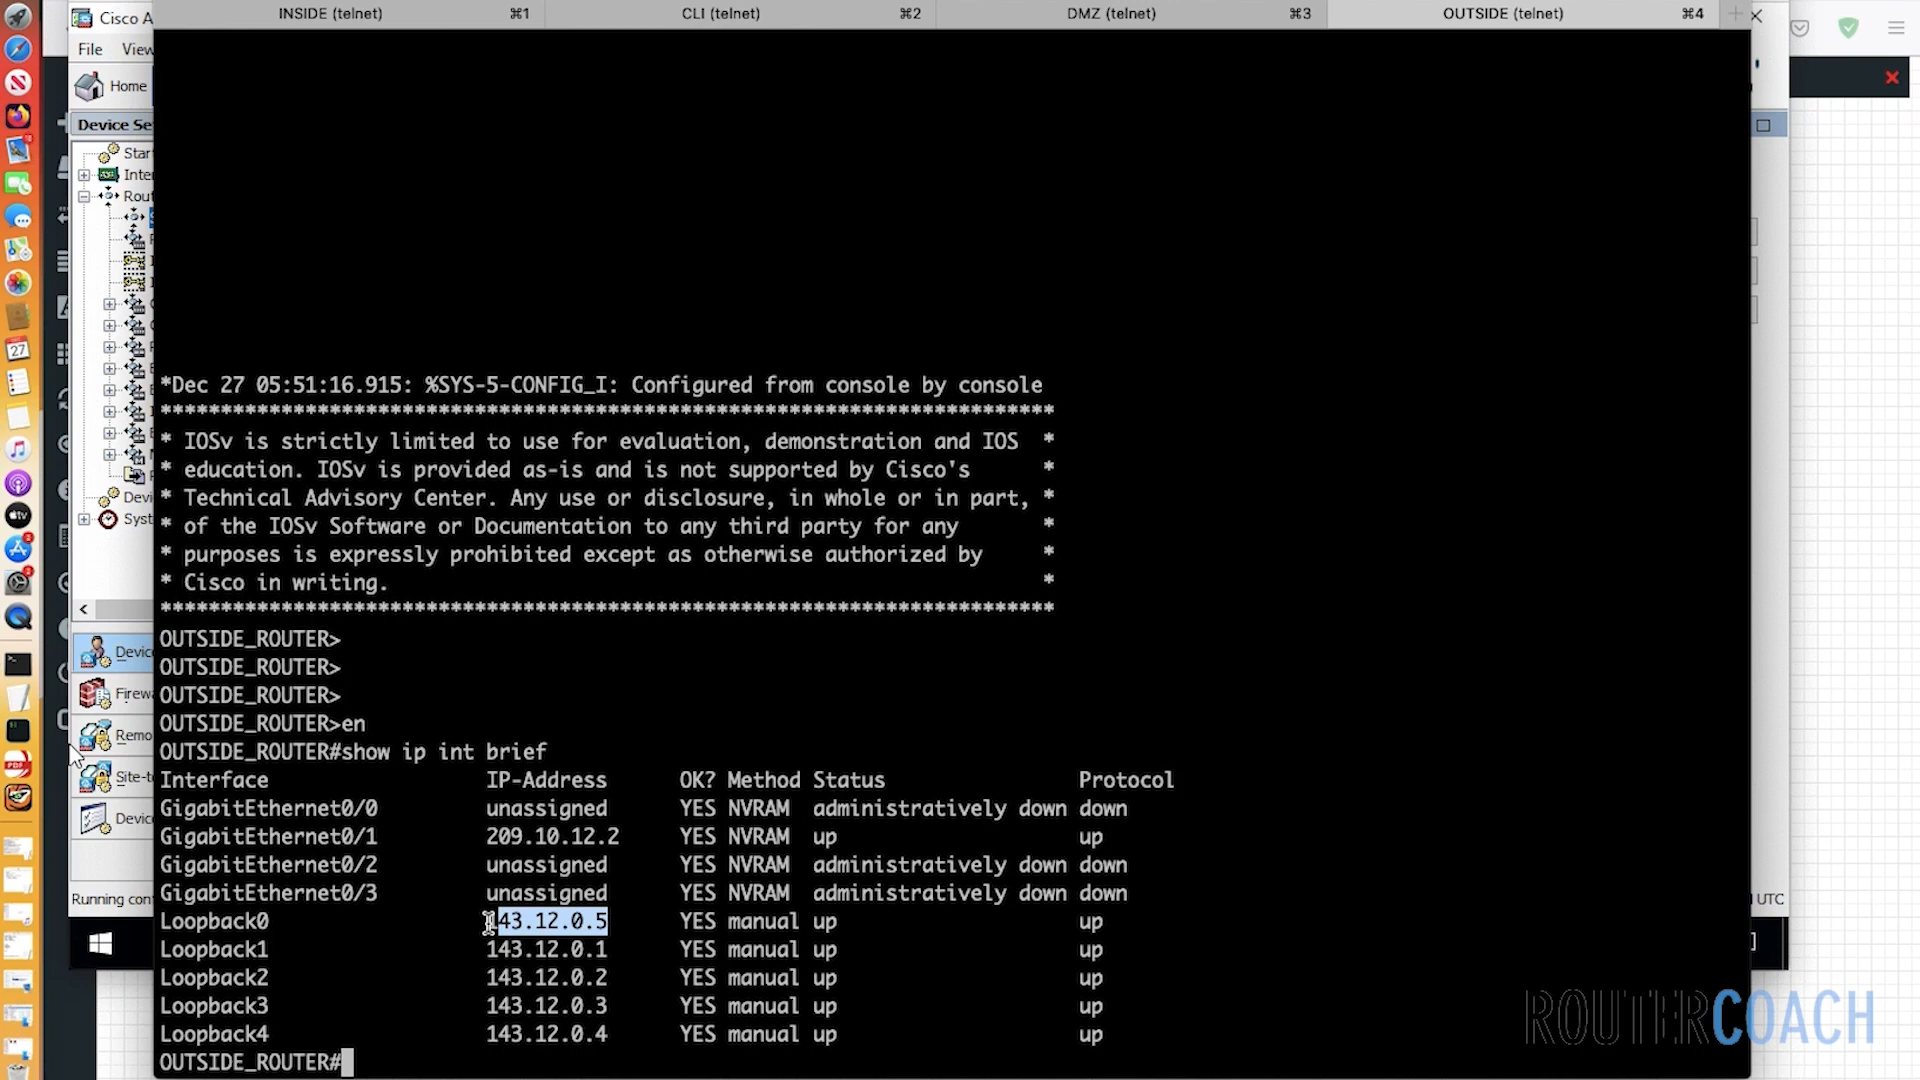 INSIDE (telnet) ⌘1 CLI (telnet) ⌘2 DMZ (telnet) ⌘3 OUTSIDE (telnet) ⌘4
Cisco A
File View
Home
Device Se
Star
Inte
Rout
Devi
Syst
Device
Firew
Remo
Site-t
Devic
Running con
UTC
27
*Dec 27 05:51:16.915: %SYS-5-CONFIG_I: Configured from console by console
**************************************************************************
* IOSv is strictly limited to use for evaluation, demonstration and IOS  *
* education. IOSv is provided as-is and is not supported by Cisco's      *
* Technical Advisory Center. Any use or disclosure, in whole or in part, *
* of the IOSv Software or Documentation to any third party for any       *
* purposes is expressly prohibited except as otherwise authorized by     *
* Cisco in writing.                                                      *
**************************************************************************
OUTSIDE_ROUTER>
OUTSIDE_ROUTER>
OUTSIDE_ROUTER>
OUTSIDE_ROUTER>en
OUTSIDE_ROUTER#show ip int brief
Interface                  IP-Address      OK? Method Status                Protocol
GigabitEthernet0/0         unassigned      YES NVRAM  administratively down down
GigabitEthernet0/1         209.10.12.2     YES NVRAM  up                    up
GigabitEthernet0/2         unassigned      YES NVRAM  administratively down down
GigabitEthernet0/3         unassigned      YES NVRAM  administratively down down
Loopback0                  143.12.0.5      YES manual up                    up
Loopback1                  143.12.0.1      YES manual up                    up
Loopback2                  143.12.0.2      YES manual up                    up
Loopback3                  143.12.0.3      YES manual up                    up
Loopback4                  143.12.0.4      YES manual up                    up
OUTSIDE_ROUTER#
ROUTERCOACH